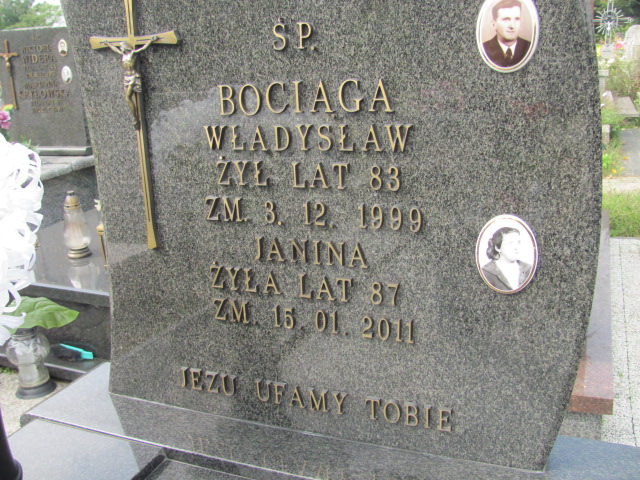 ŚP.
BOCIĄGA
WŁADYSŁAW
ŻYŁ LAT 83
ZM. 3. 12. 1999
JANINA
ŻYŁA LAT 87
ZM. 15. 01. 2011
JEZU UFAMY TOBIE